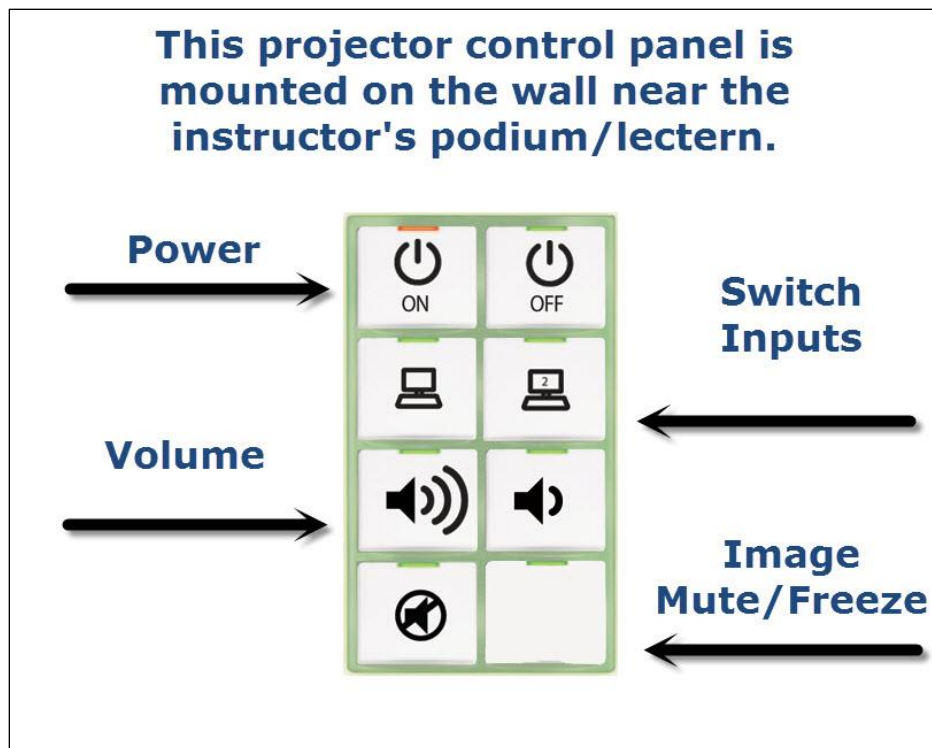 This projector control panel is
mounted on the wall near the
instructor's podium/lectern.
Power
ON
OFF
Switch
Inputs
2
Volume
Image
Mute/Freeze